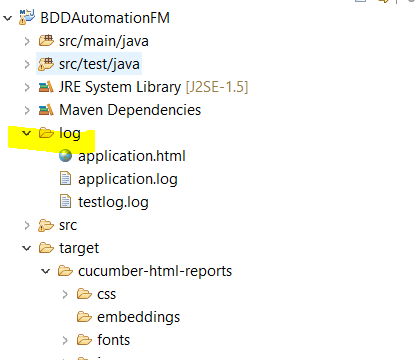 BDDAutomationFM
src/main/java
src/test/java
JRE System Library [J2SE-1.5]
Maven Dependencies
log
application.html
application.log
testlog.log
src
target
cucumber-html-reports
css
embeddings
fonts